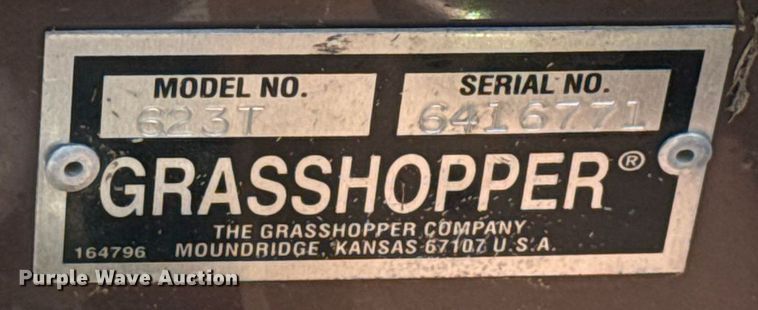 MODEL NO. SERIAL NO.
623T 6416771
GRASSHOPPER®
THE GRASSHOPPER COMPANY
164796 MOUNDRIDGE, KANSAS 67107 U.S.A.
Purple Wave Auction